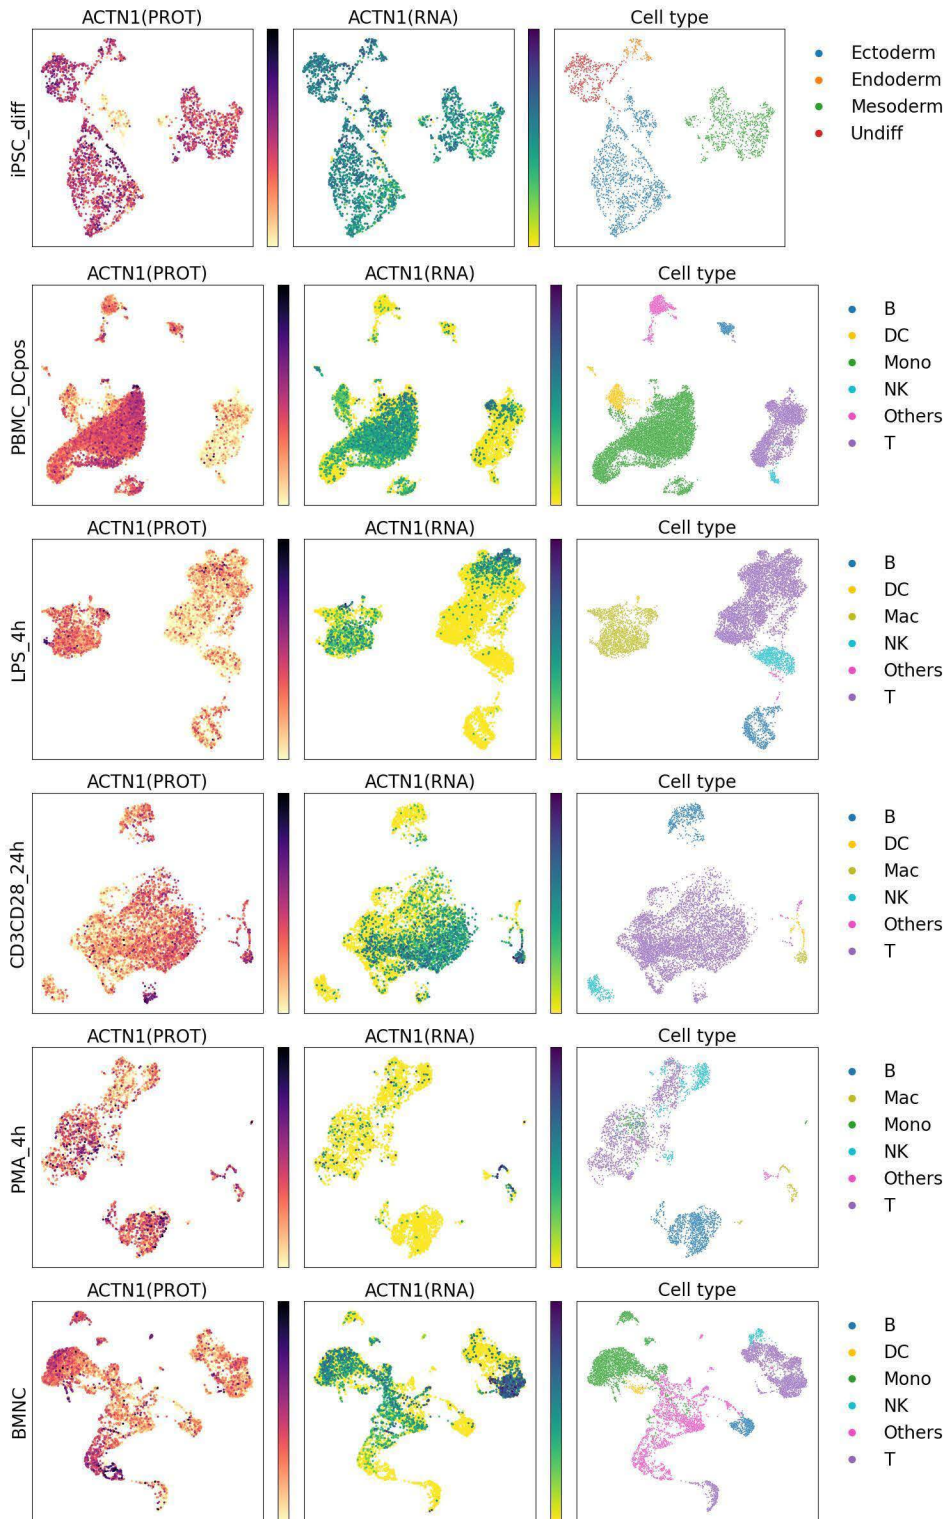 ACTN1(PROT) ACTN1(RNA) Cell type
iPSC_diff
Ectoderm
Endoderm
Mesoderm
Undiff
ACTN1(PROT) ACTN1(RNA) Cell type
PBMC_DCpos
B
DC
Mono
NK
Others
T
ACTN1(PROT) ACTN1(RNA) Cell type
LPS_4h
B
DC
Mac
NK
Others
T
ACTN1(PROT) ACTN1(RNA) Cell type
CD3CD28_24h
B
DC
Mac
NK
Others
T
ACTN1(PROT) ACTN1(RNA) Cell type
PMA_4h
B
Mac
Mono
NK
Others
T
ACTN1(PROT) ACTN1(RNA) Cell type
BMNC
B
DC
Mono
NK
Others
T